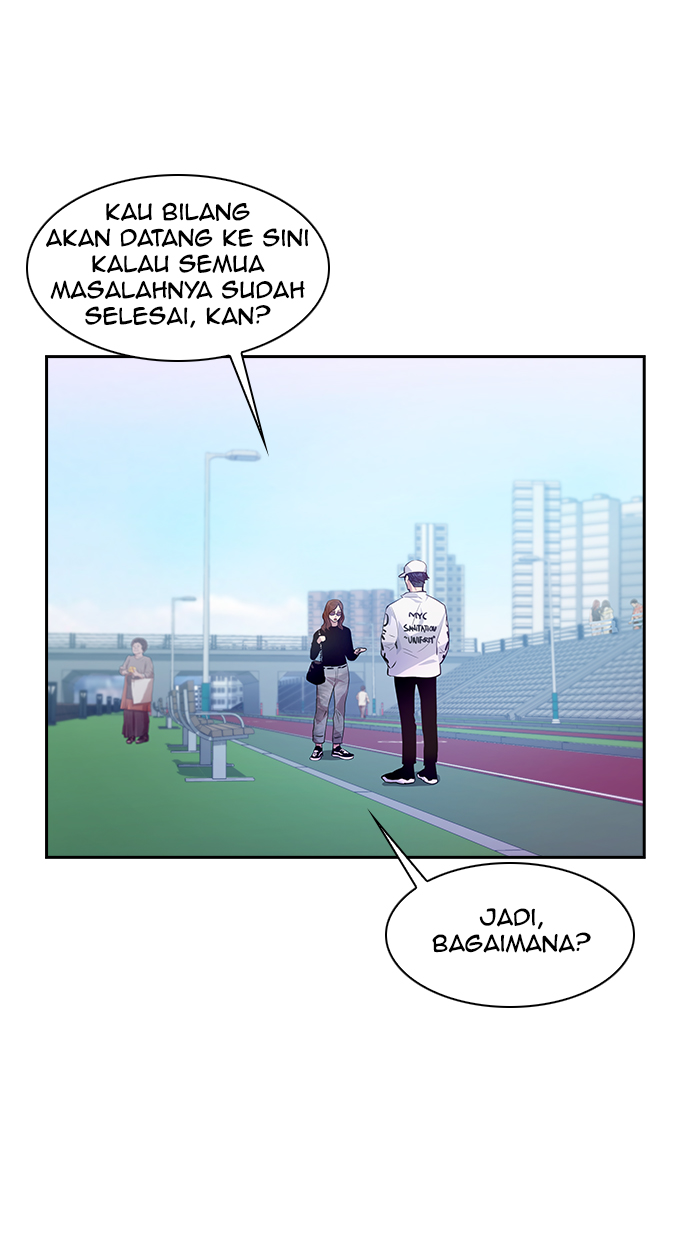 KAU BILANG
AKAN DATANG KE SINI
KALAU SEMUA
MASALAHNYA SUDAH
SELESAI, KAN?
NYC
SANITATION
"UNIFORM"
JADI,
BAGAIMANA?